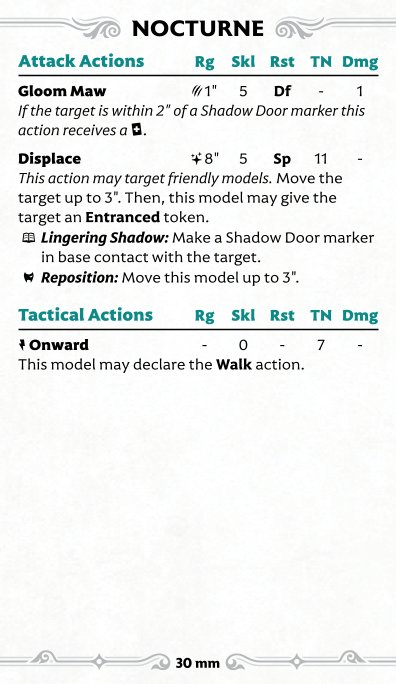 NOCTURNE
Attack Actions Rg Skl Rst TN Dmg
Gloom Maw 1" 5 Df - 1
If the target is within 2" of a Shadow Door marker this
action receives a .
Displace 8" 5 Sp 11 -
This action may target friendly models. Move the
target up to 3". Then, this model may give the
target an Entranced token.
Lingering Shadow: Make a Shadow Door marker
in base contact with the target.
Reposition: Move this model up to 3".
Tactical Actions Rg Skl Rst TN Dmg
Onward - 0 - 7 -
This model may declare the Walk action.
30 mm